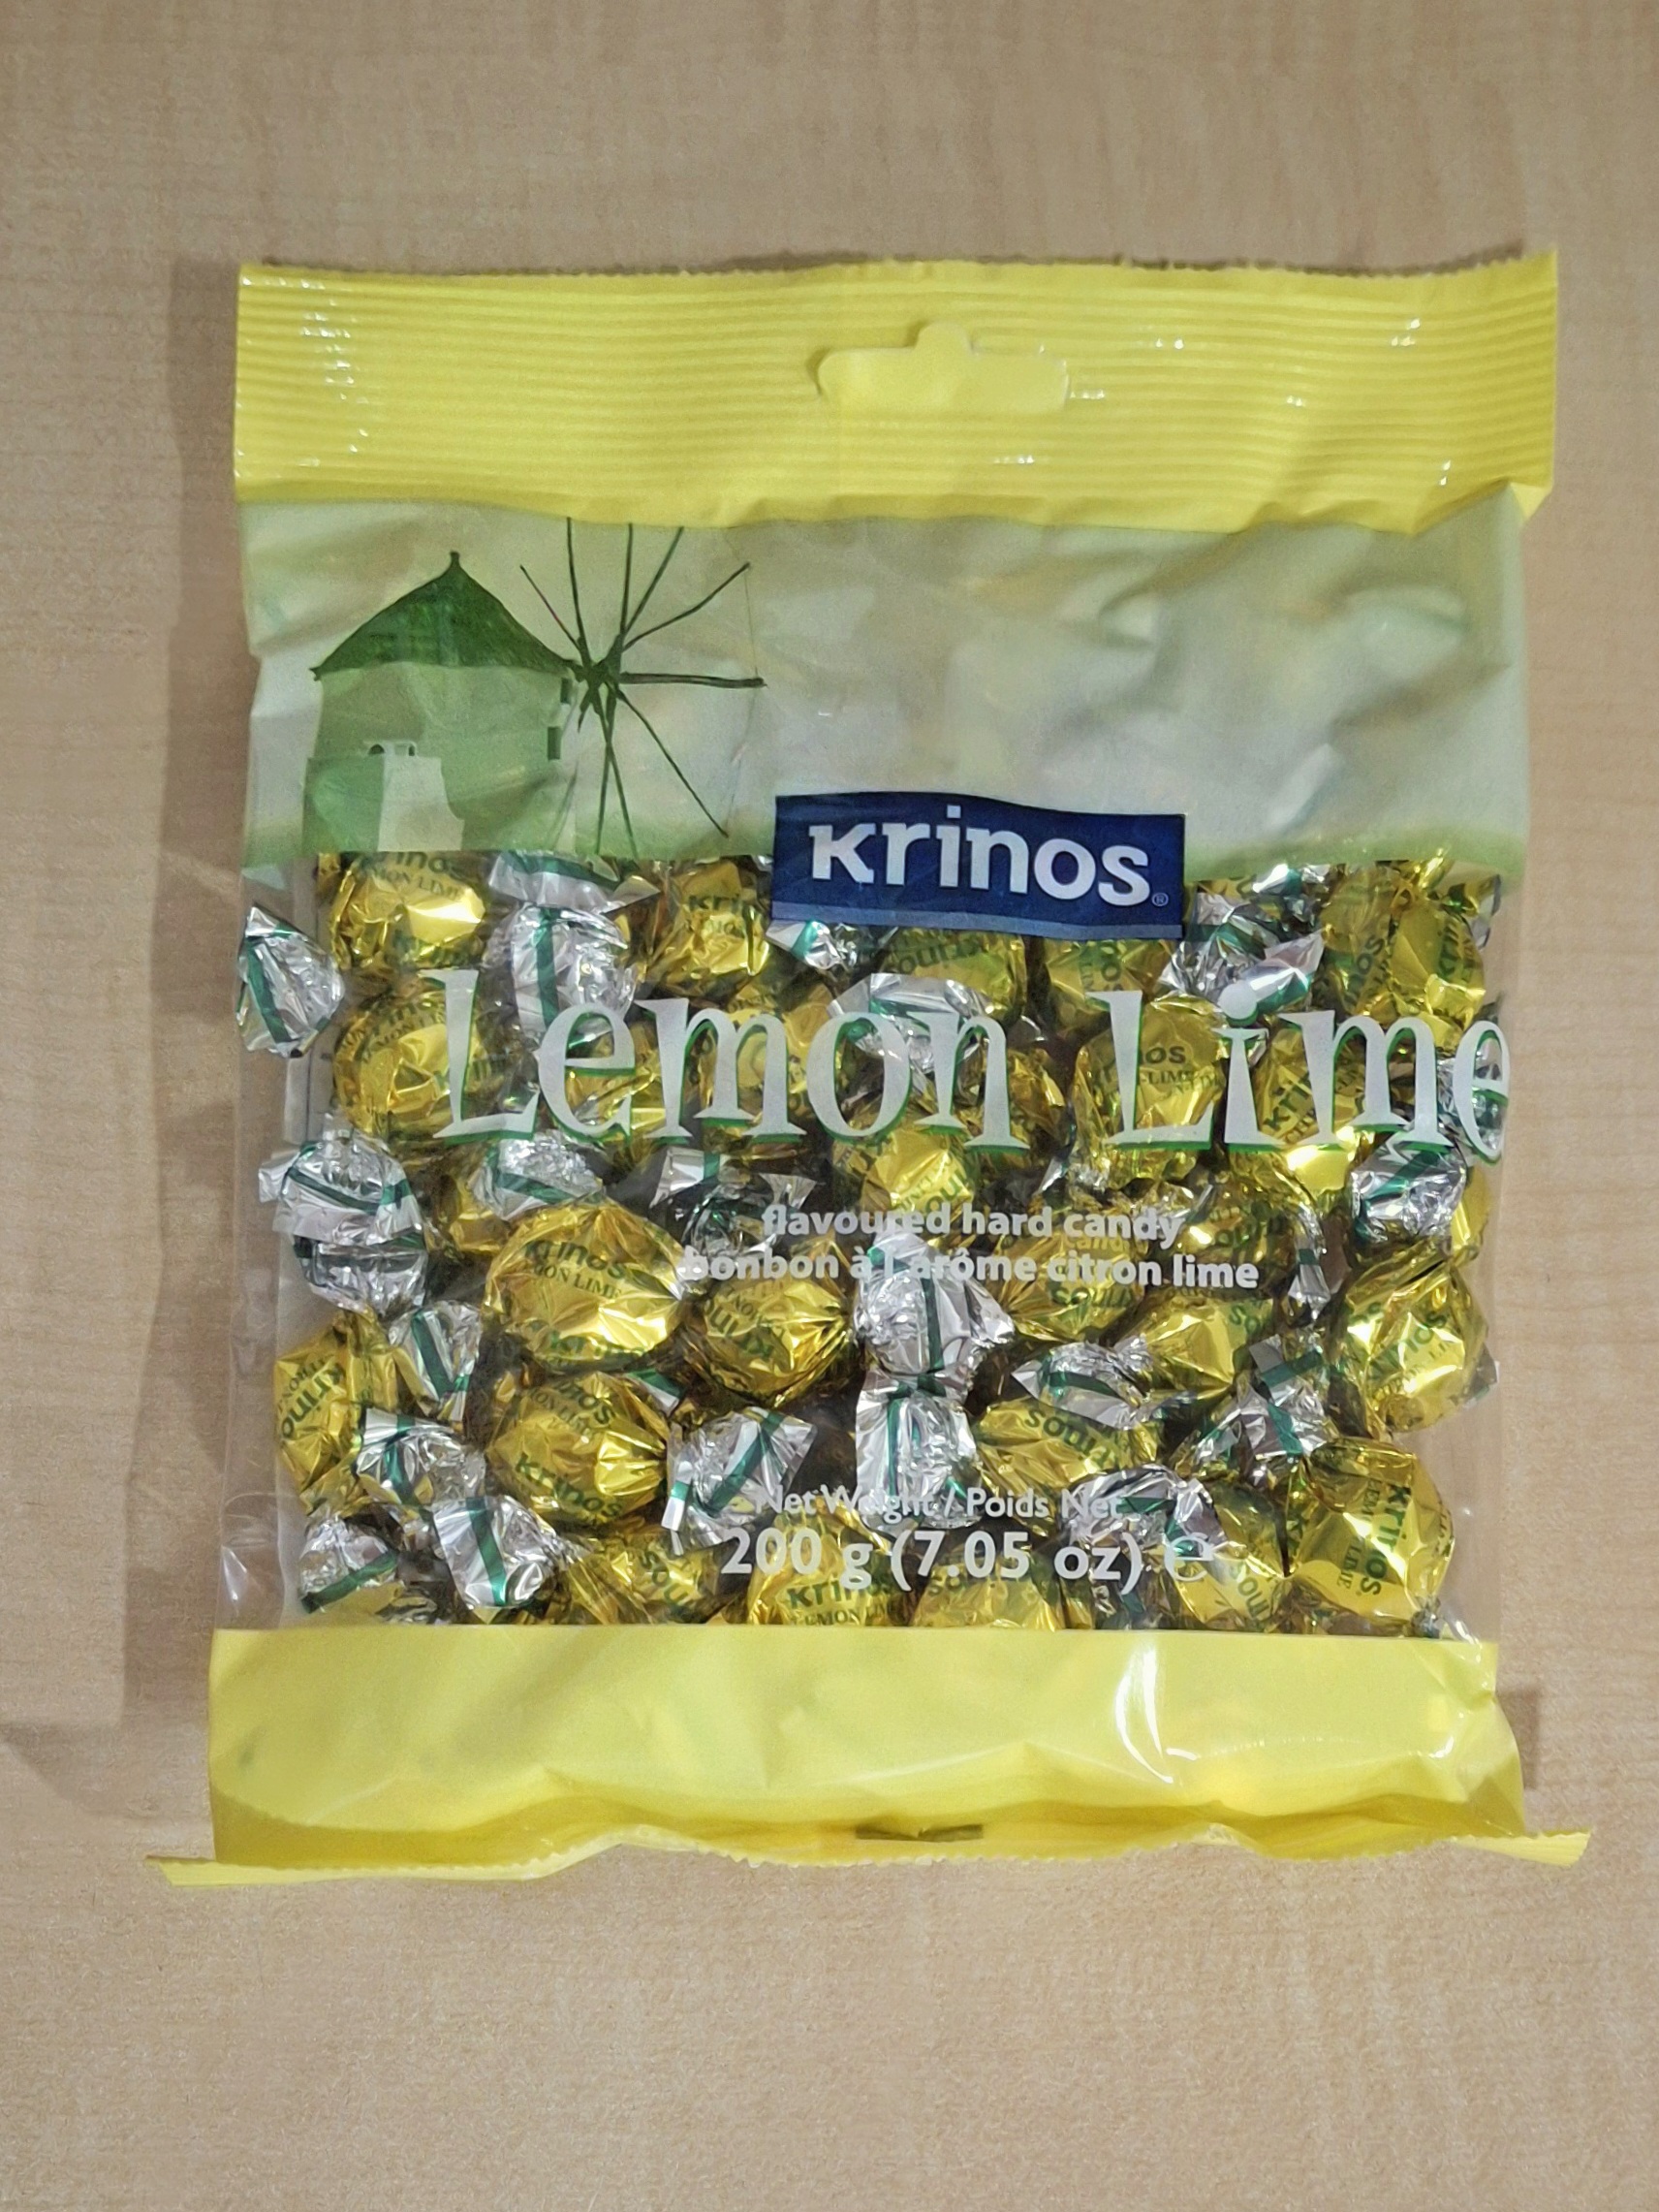 krinos®
Lemon Lime
flavoured hard candy
bonbon à l'arôme citron lime
Net Weight / Poids Net
200 g (7.05 oz) ℮